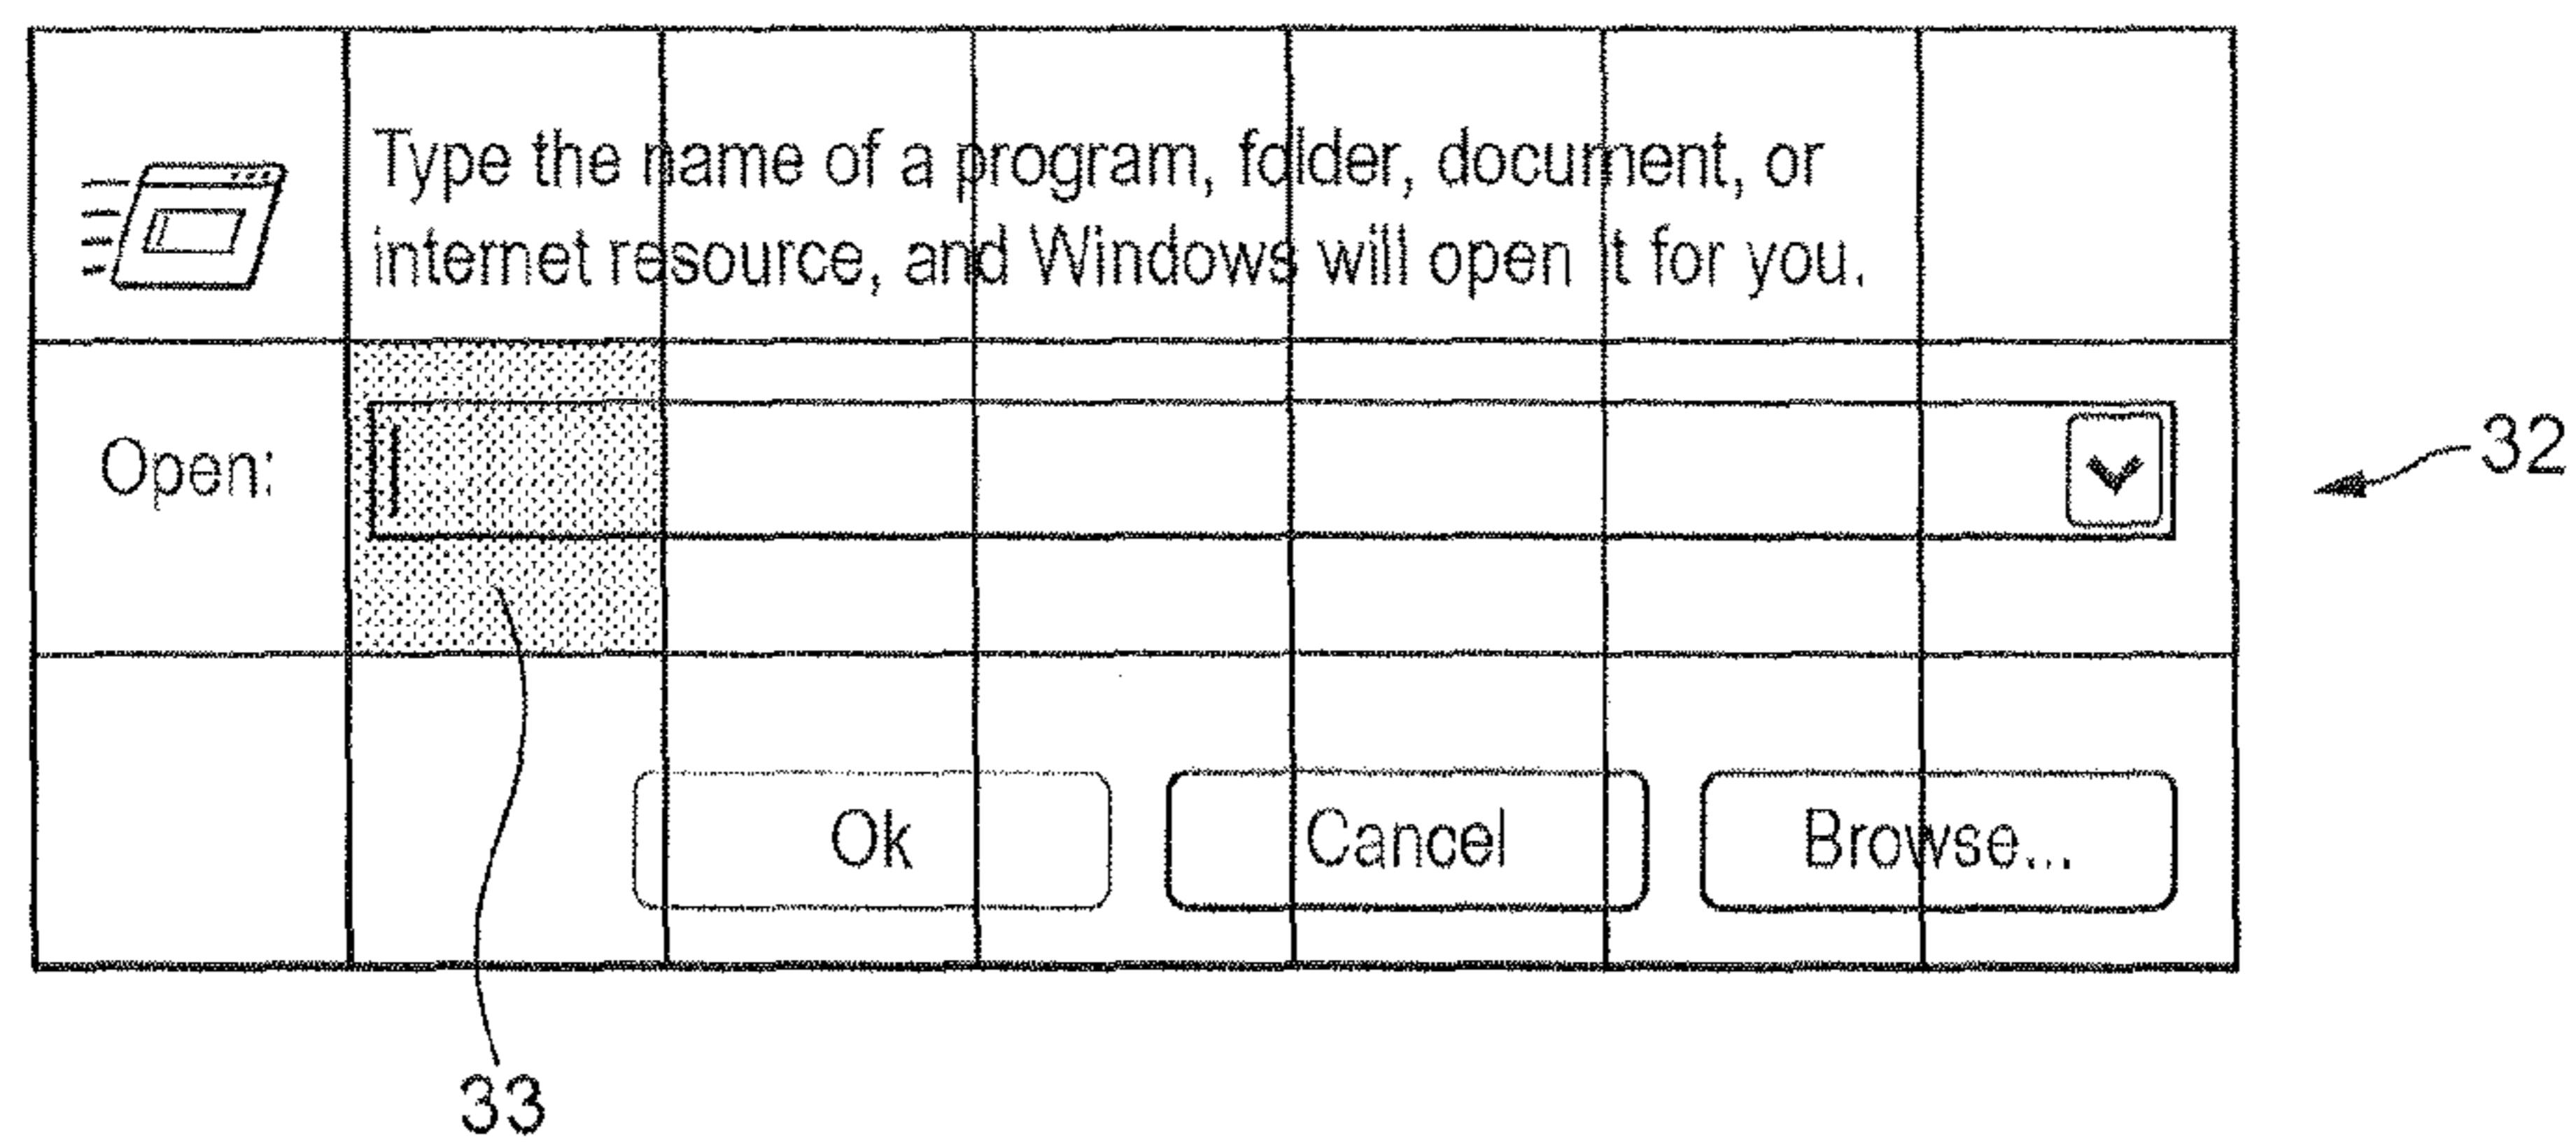 Type the name of a program, folder, document, or
internet resource, and Windows will open it for you.
Open:
32
Ok
Cancel
Browse...
33